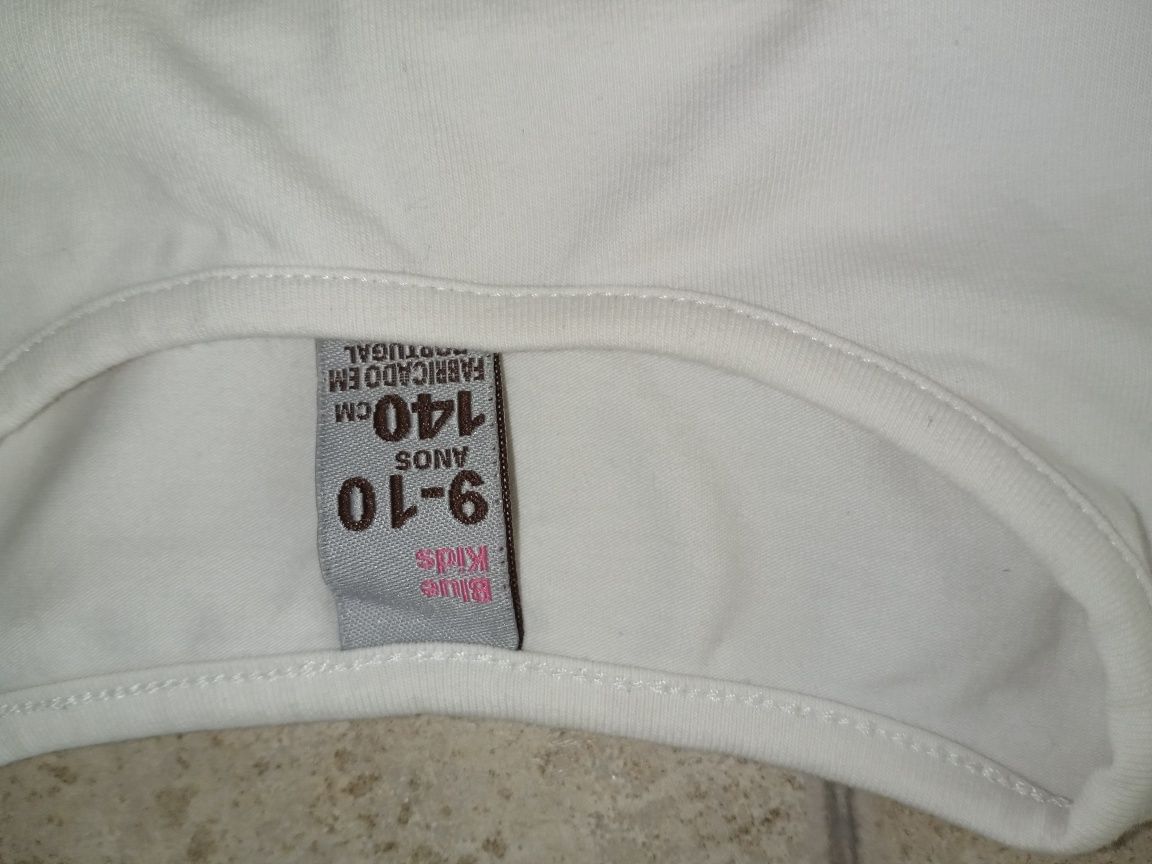 Blue
Kids
9-10
ANOS
140 CM
FABRICADO EM
PORTUGAL